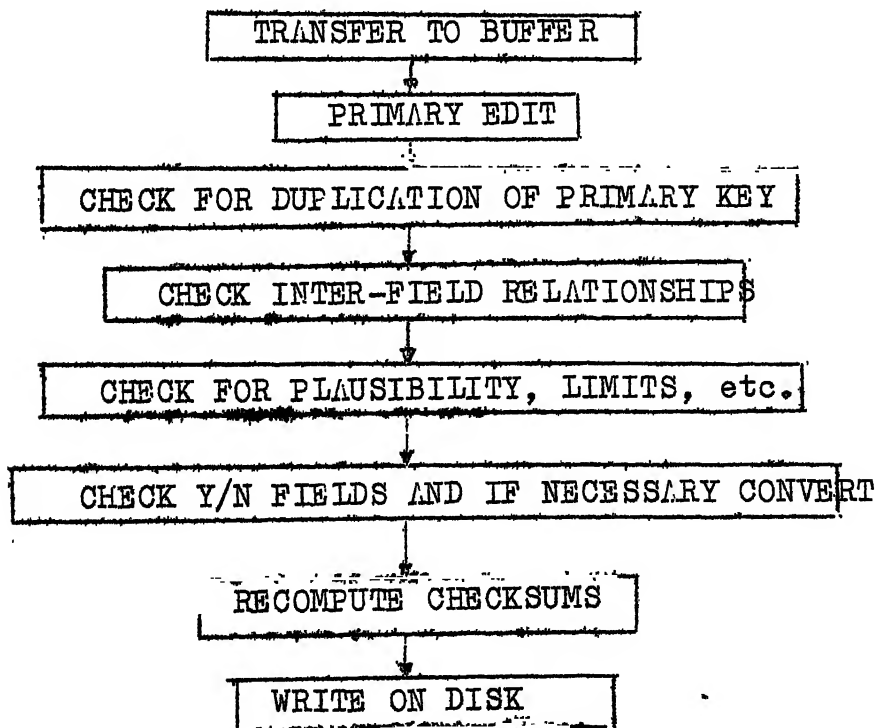 TRANSFER TO BUFFER
PRIMARY EDIT
CHECK FOR DUPLICATION OF PRIMARY KEY
CHECK INTER-FIELD RELATIONSHIPS
CHECK FOR PLAUSIBILITY, LIMITS, etc.
CHECK Y/N FIELDS AND IF NECESSARY CONVERT
RECOMPUTE CHECKSUMS
WRITE ON DISK